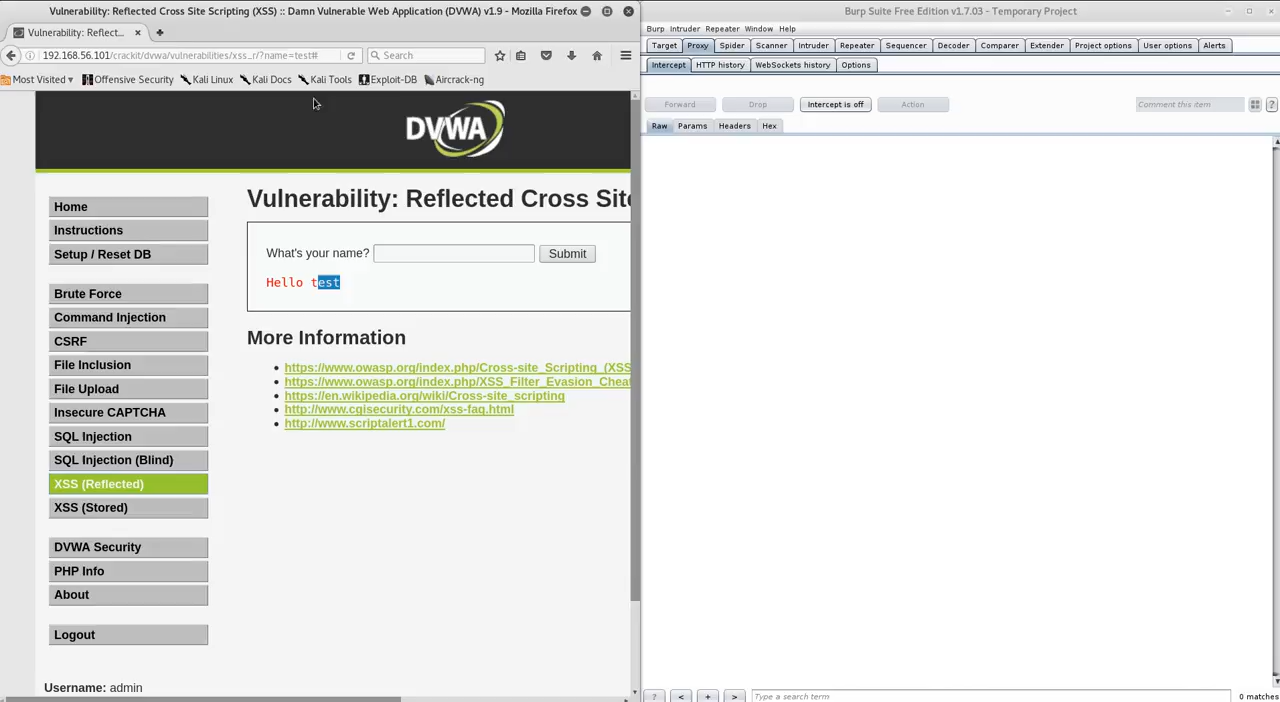 Vulnerability: Reflected Cross Site Scripting (XSS) :: Damn Vulnerable Web Application (DVWA) v1.9 - Mozilla Firefox
Vulnerability: Reflect...
192.168.56.101/crackit/dvwa/vulnerabilities/xss_r/?name=test#
Search
Most Visited
Offensive Security
Kali Linux
Kali Docs
Kali Tools
Exploit-DB
Aircrack-ng
DVWA
Home
Instructions
Setup / Reset DB
Brute Force
Command Injection
CSRF
File Inclusion
File Upload
Insecure CAPTCHA
SQL Injection
SQL Injection (Blind)
XSS (Reflected)
XSS (Stored)
DVWA Security
PHP Info
About
Logout
Username: admin
Vulnerability: Reflected Cross Site
What's your name?
Submit
Hello test
More Information
https://www.owasp.org/index.php/Cross-site_Scripting_(XSS
https://www.owasp.org/index.php/XSS_Filter_Evasion_Cheat
https://en.wikipedia.org/wiki/Cross-site_scripting
http://www.cgisecurity.com/xss-faq.html
http://www.scriptalert1.com/
Burp Suite Free Edition v1.7.03 - Temporary Project
Burp Intruder Repeater Window Help
Target Proxy Spider Scanner Intruder Repeater Sequencer Decoder Comparer Extender Project options User options Alerts
Intercept HTTP history WebSockets history Options
Forward Drop Intercept is off Action Comment this item ?
Raw Params Headers Hex
? < + > Type a search term 0 matches